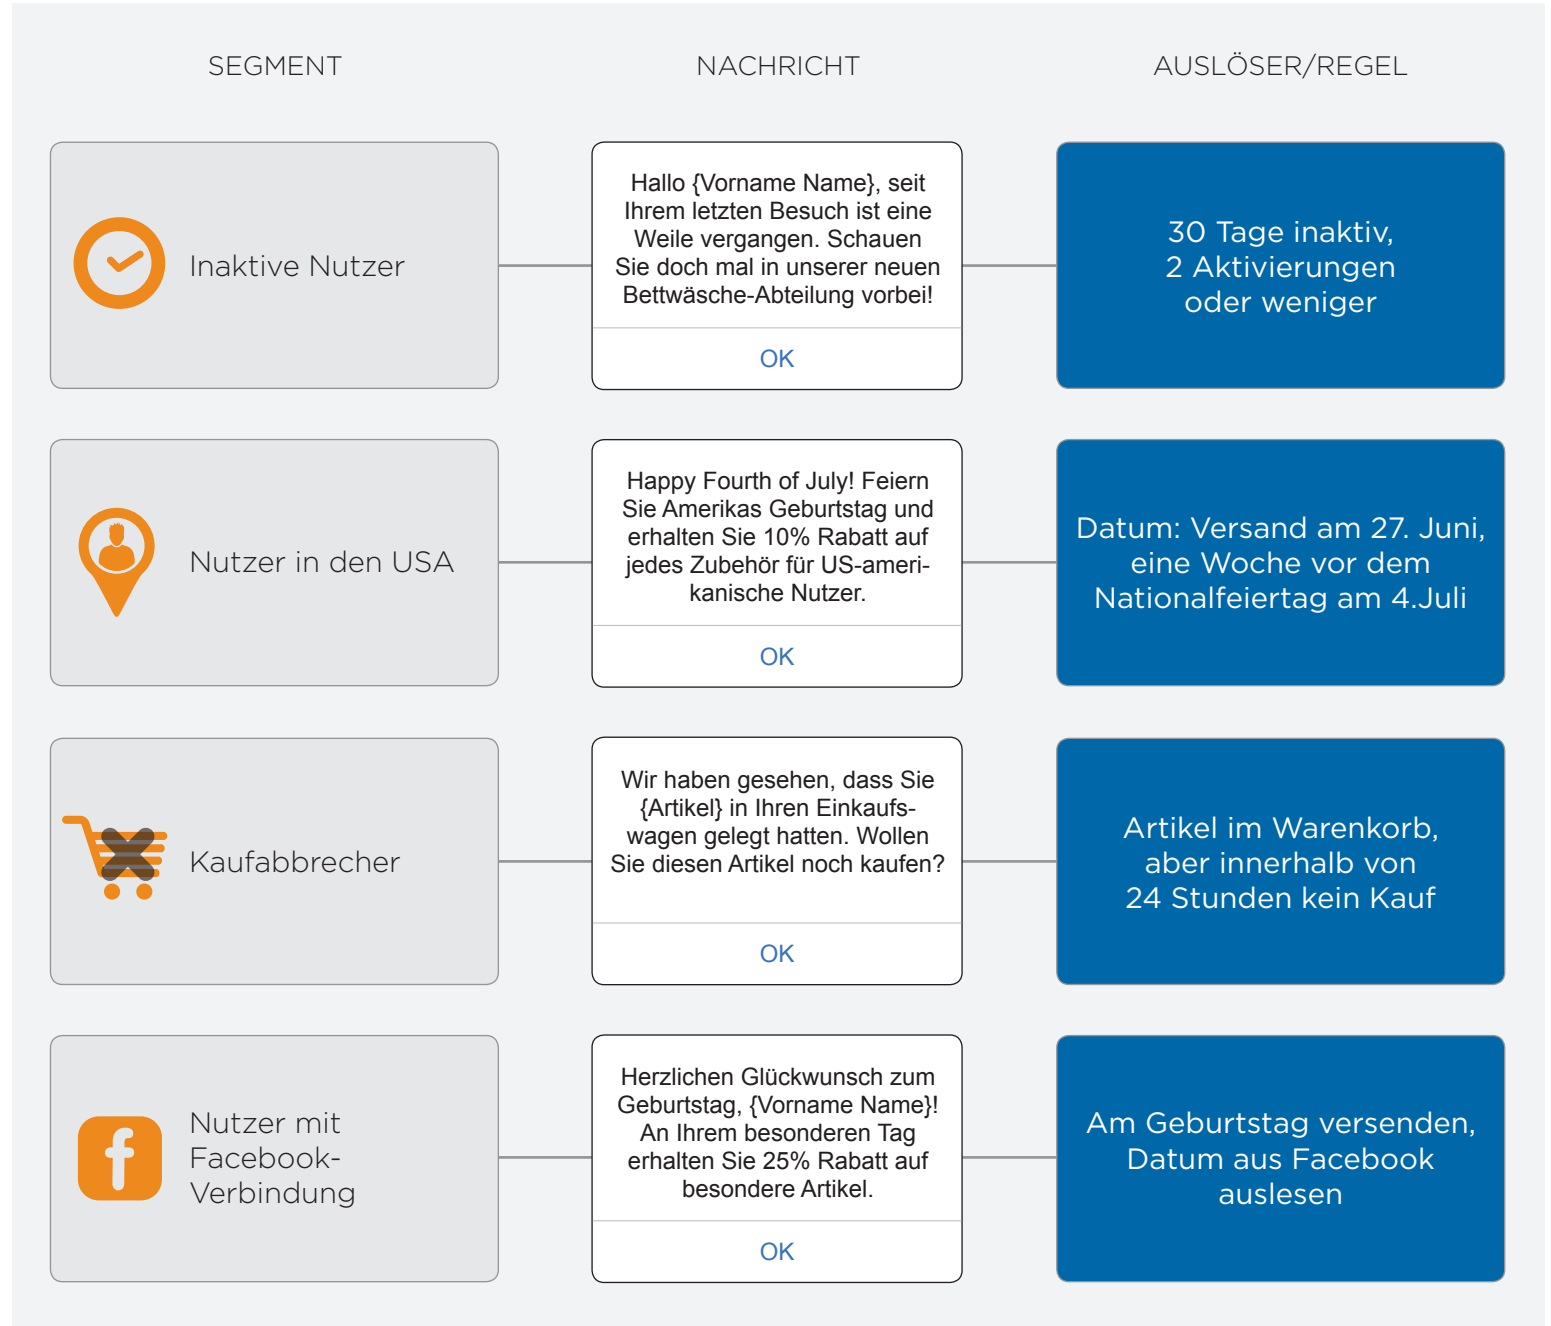 SEGMENT
NACHRICHT
AUSLÖSER/REGEL
Inaktive Nutzer
Hallo {Vorname Name}, seit
Ihrem letzten Besuch ist eine
Weile vergangen. Schauen
Sie doch mal in unserer neuen
Bettwäsche-Abteilung vorbei!
OK
30 Tage inaktiv,
2 Aktivierungen
oder weniger
Nutzer in den USA
Happy Fourth of July! Feiern
Sie Amerikas Geburtstag und
erhalten Sie 10% Rabatt auf
jedes Zubehör für US-ameri-
kanische Nutzer.
OK
Datum: Versand am 27. Juni,
eine Woche vor dem
Nationalfeiertag am 4.Juli
Kaufabbrecher
Wir haben gesehen, dass Sie
{Artikel} in Ihren Einkaufs-
wagen gelegt hatten. Wollen
Sie diesen Artikel noch kaufen?
OK
Artikel im Warenkorb,
aber innerhalb von
24 Stunden kein Kauf
f
Nutzer mit
Facebook-
Verbindung
Herzlichen Glückwunsch zum
Geburtstag, {Vorname Name}!
An Ihrem besonderen Tag
erhalten Sie 25% Rabatt auf
besondere Artikel.
OK
Am Geburtstag versenden,
Datum aus Facebook
auslesen